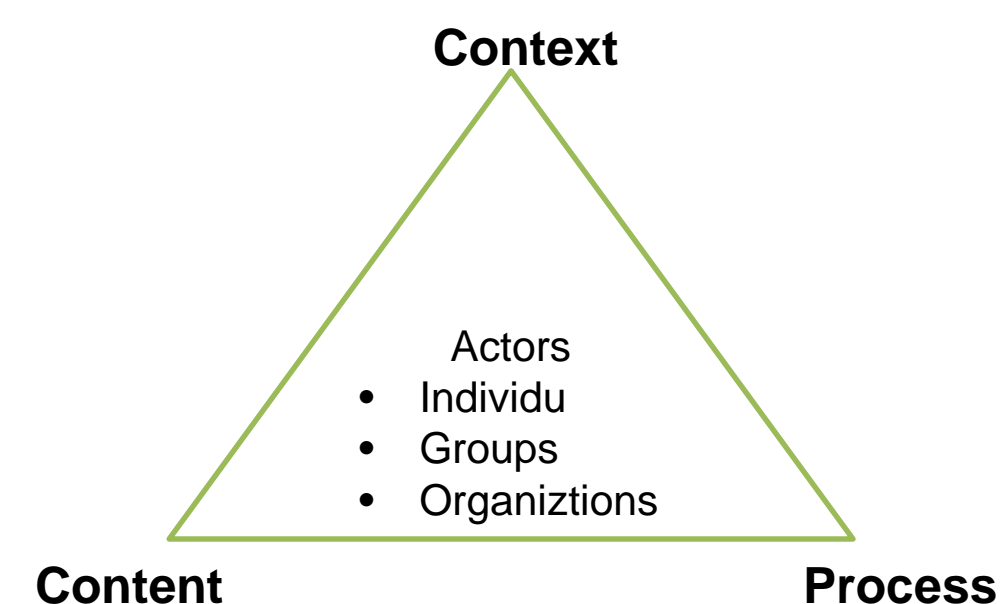 Context
Actors
• Individu
• Groups
• Organiztions
Content
Process